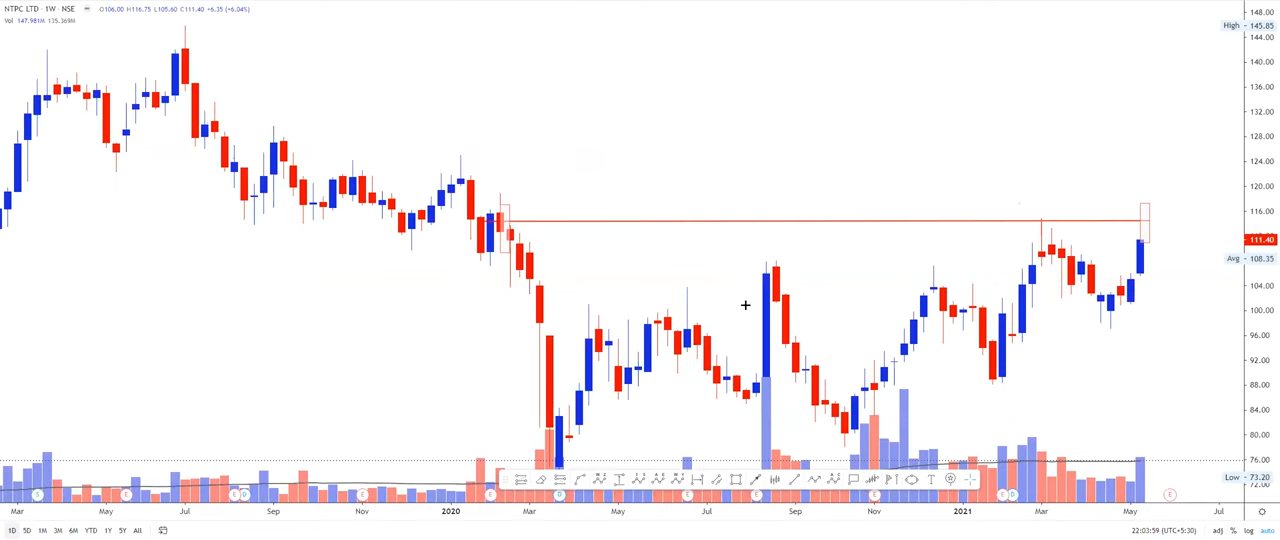 NTPC LTD · 1W · NSE O106.00 H116.75 L105.60 C111.40 +6.35 (+6.04%)
Vol 147.981M 135.369M
148.00
High 145.85
144.00
140.00
136.00
132.00
128.00
124.00
120.00
116.00
111.40
Avg 108.35
104.00
100.00
96.00
92.00
88.00
84.00
80.00
76.00
Low 73.20
72.00
S E E D E E D E E E E D E
Mar May Jul Sep Nov 2020 Mar May Jul Sep Nov 2021 Mar May Jul
1D 5D 1M 3M 6M YTD 1Y 5Y All 22:03:59 (UTC+5:30) adj % log auto